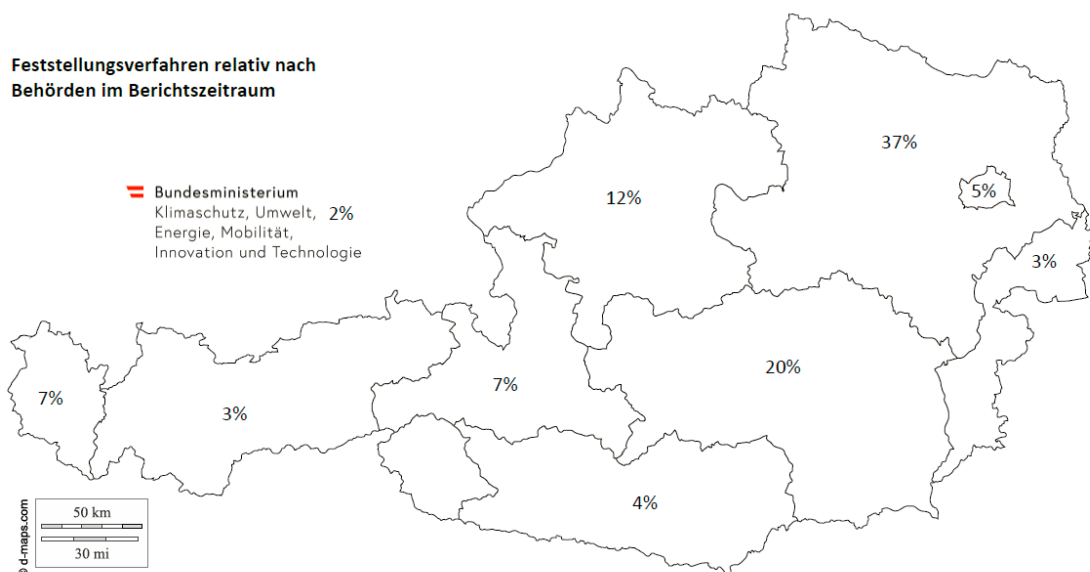 Feststellungsverfahren relativ nach
Behörden im Berichtszeitraum
Bundesministerium
Klimaschutz, Umwelt, 2%
Energie, Mobilität,
Innovation und Technologie
37%
12%
5%
3%
20%
7%
7%
3%
4%
50 km
30 mi
© d-maps.com